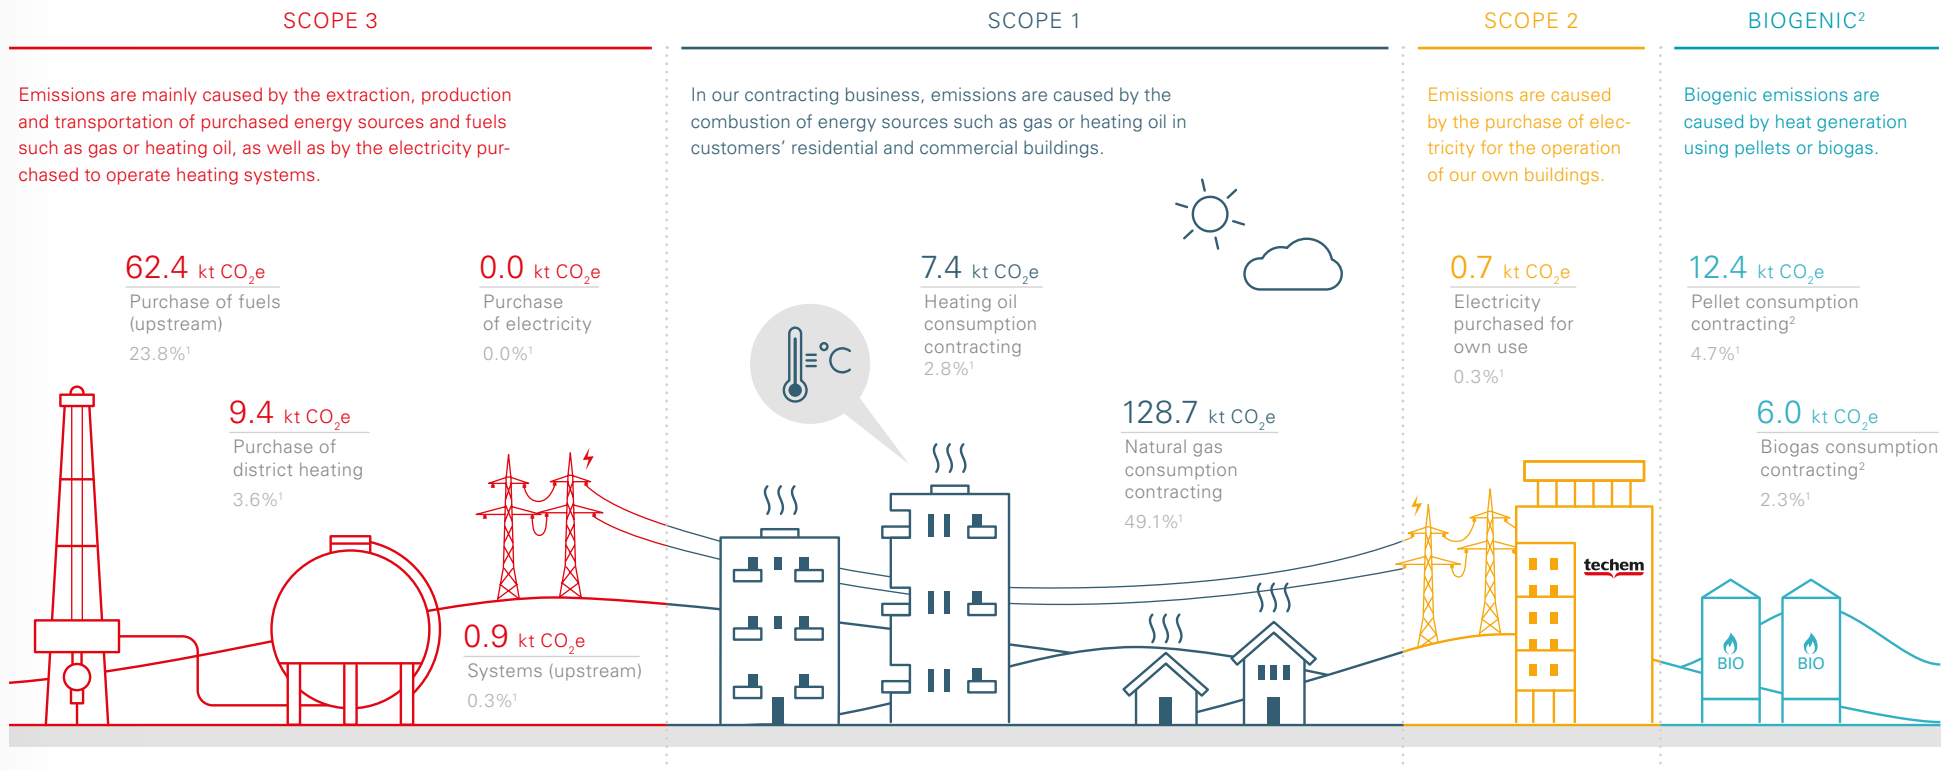 SCOPE 3
Emissions are mainly caused by the extraction, production
and transportation of purchased energy sources and fuels
such as gas or heating oil, as well as by the electricity pur-
chased to operate heating systems.
62.4 kt CO₂e
Purchase of fuels
(upstream)
23.8%¹
0.0 kt CO₂e
Purchase
of electricity
0.0%¹
9.4 kt CO₂e
Purchase of
district heating
3.6%¹
0.9 kt CO₂e
Systems (upstream)
0.3%¹
SCOPE 1
In our contracting business, emissions are caused by the
combustion of energy sources such as gas or heating oil in
customers’ residential and commercial buildings.
°C
7.4 kt CO₂e
Heating oil
consumption
contracting
2.8%¹
128.7 kt CO₂e
Natural gas
consumption
contracting
49.1%¹
SCOPE 2
Emissions are caused
by the purchase of elec-
tricity for the operation
of our own buildings.
0.7 kt CO₂e
Electricity
purchased for
own use
0.3%¹
techem
BIOGENIC²
Biogenic emissions are
caused by heat generation
using pellets or biogas.
12.4 kt CO₂e
Pellet consumption
contracting²
4.7%¹
6.0 kt CO₂e
Biogas consumption
contracting²
2.3%¹
BIO
BIO